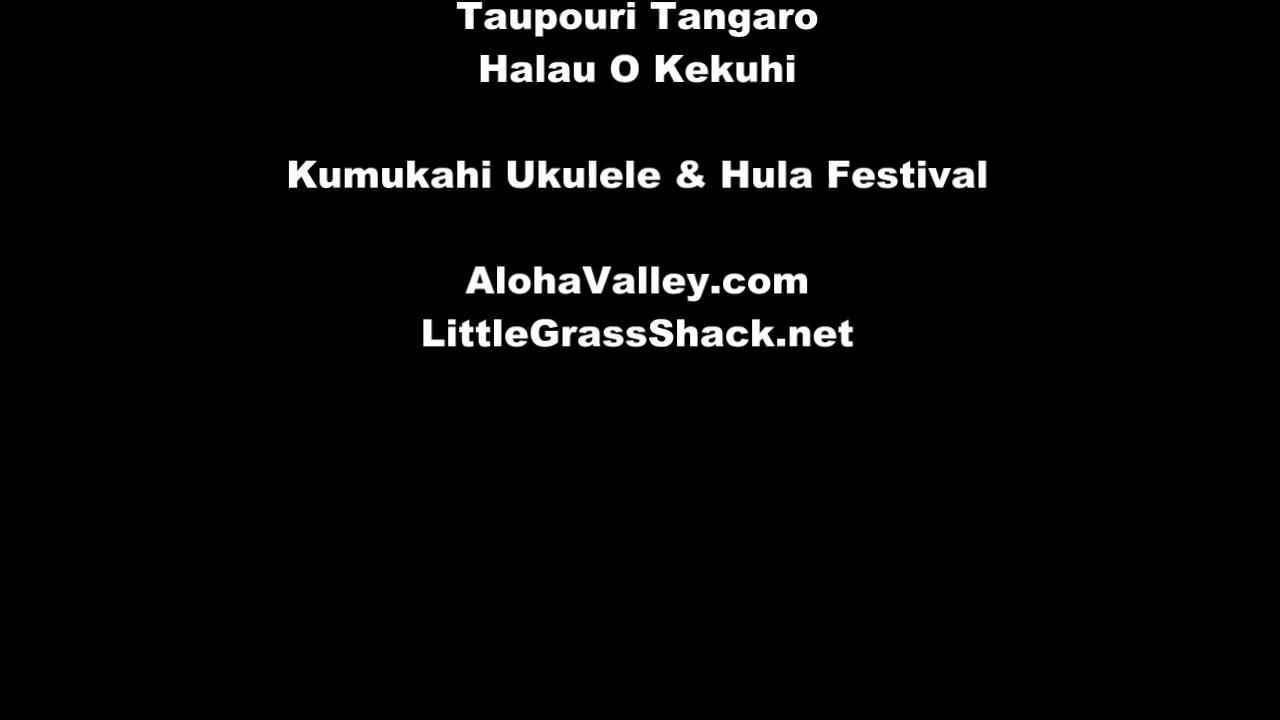 Taupouri Tangaro
Halau O Kekuhi
Kumukahi Ukulele & Hula Festival
AlohaValley.com
LittleGrassShack.net